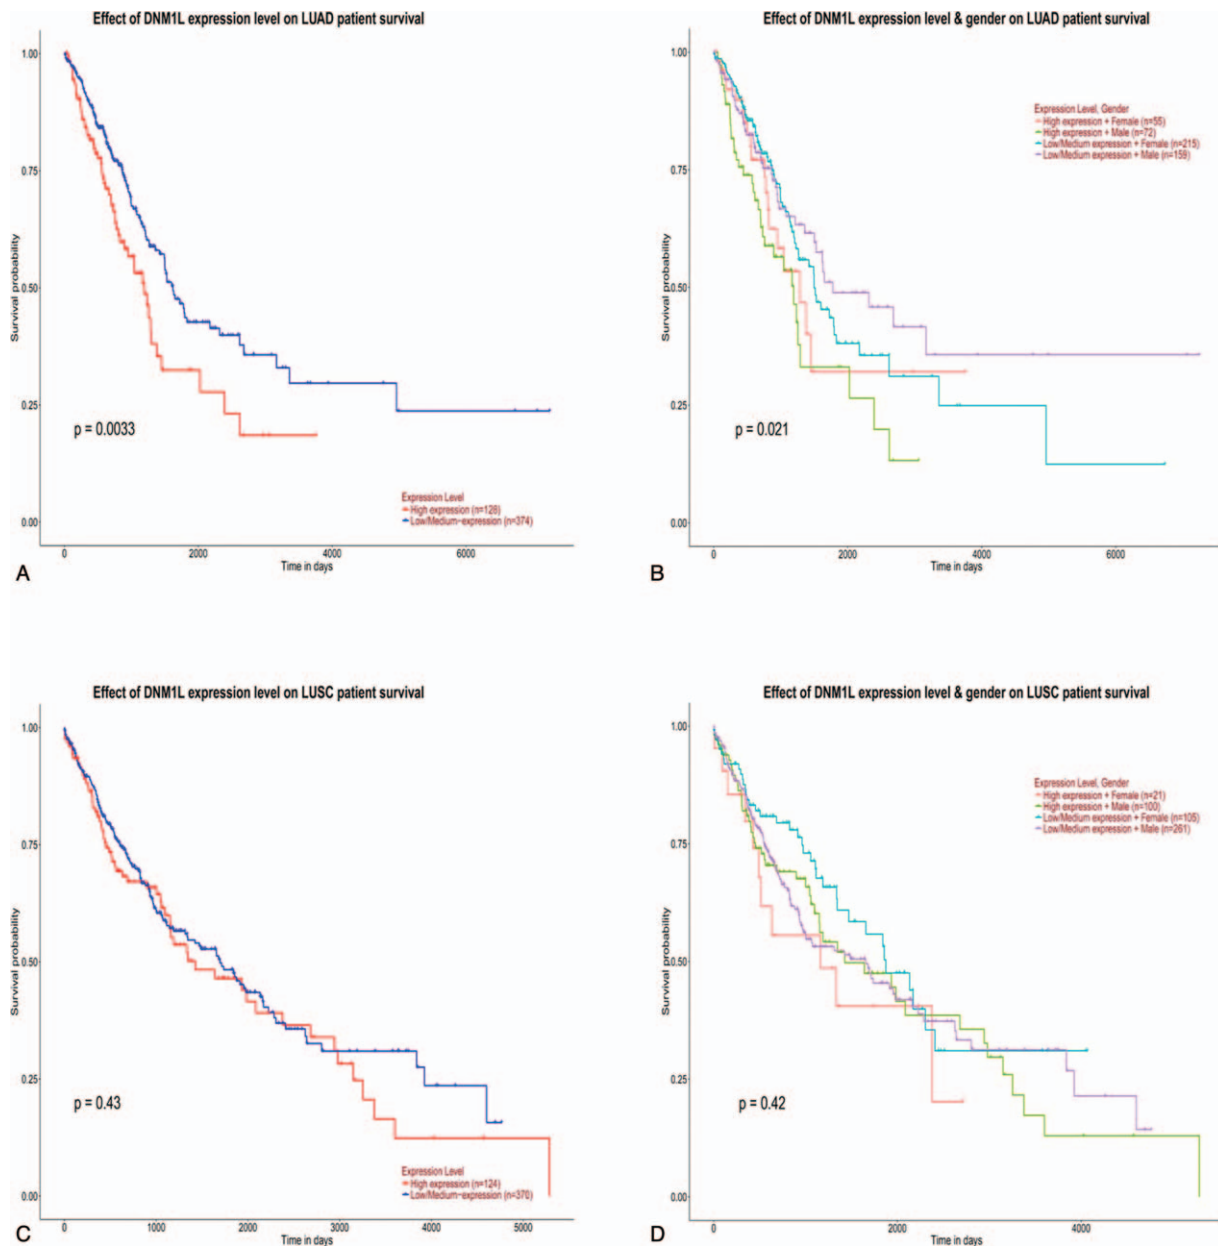 Effect of DNM1L expression level on LUAD patient survival
1.00
0.75
0.50
0.25
0.00
Survival probability
p = 0.0033
Expression Level
High expression (n=128)
Low/Medium-expression (n=374)
0 2000 4000 6000
Time in days
A
Effect of DNM1L expression level & gender on LUAD patient survival
1.00
0.75
0.50
0.25
0.00
Survival probability
Expression Level, Gender
High expression + Female (n=55)
High expression + Male (n=72)
Low/Medium expression + Female (n=215)
Low/Medium expression + Male (n=159)
p = 0.021
0 2000 4000 6000
Time in days
B
Effect of DNM1L expression level on LUSC patient survival
1.00
0.75
0.50
0.25
0.00
Survival probability
p = 0.43
Expression Level
High expression (n=124)
Low/Medium-expression (n=370)
0 1000 2000 3000 4000 5000
Time in days
C
Effect of DNM1L expression level & gender on LUSC patient survival
1.00
0.75
0.50
0.25
0.00
Survival probability
Expression Level, Gender
High expression + Female (n=21)
High expression + Male (n=100)
Low/Medium expression + Female (n=105)
Low/Medium expression + Male (n=261)
p = 0.42
0 2000 4000
Time in days
D